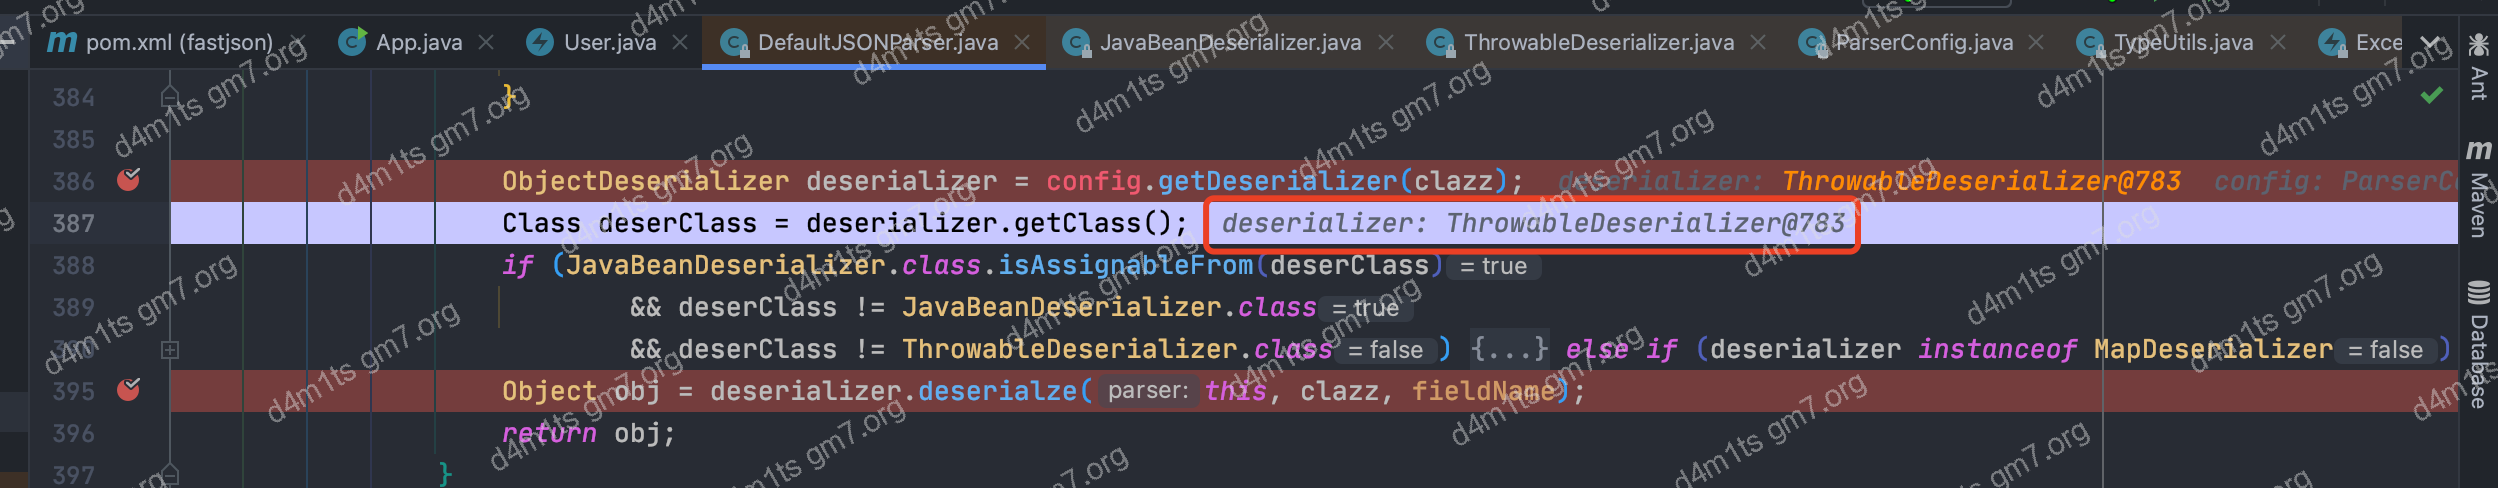 pom.xml (fastjson) App.java User.java DefaultJSONParser.java JavaBeanDeserializer.java ThrowableDeserializer.java ParserConfig.java TypeUtils.java Exce
384 }
385
386 ObjectDeserializer deserializer = config.getDeserializer(clazz); deserializer: ThrowableDeserializer@783 config: ParserCo
387 Class deserClass = deserializer.getClass(); deserializer: ThrowableDeserializer@783
388 if (JavaBeanDeserializer.class.isAssignableFrom(deserClass) = true
389 && deserClass != JavaBeanDeserializer.class = true
390 && deserClass != ThrowableDeserializer.class = false ) {...} else if (deserializer instanceof MapDeserializer = false )
395 Object obj = deserializer.deserialze( parser: this, clazz, fieldName);
396 return obj;
397 }
Ant
Maven
Database
d4m1ts gm7.org